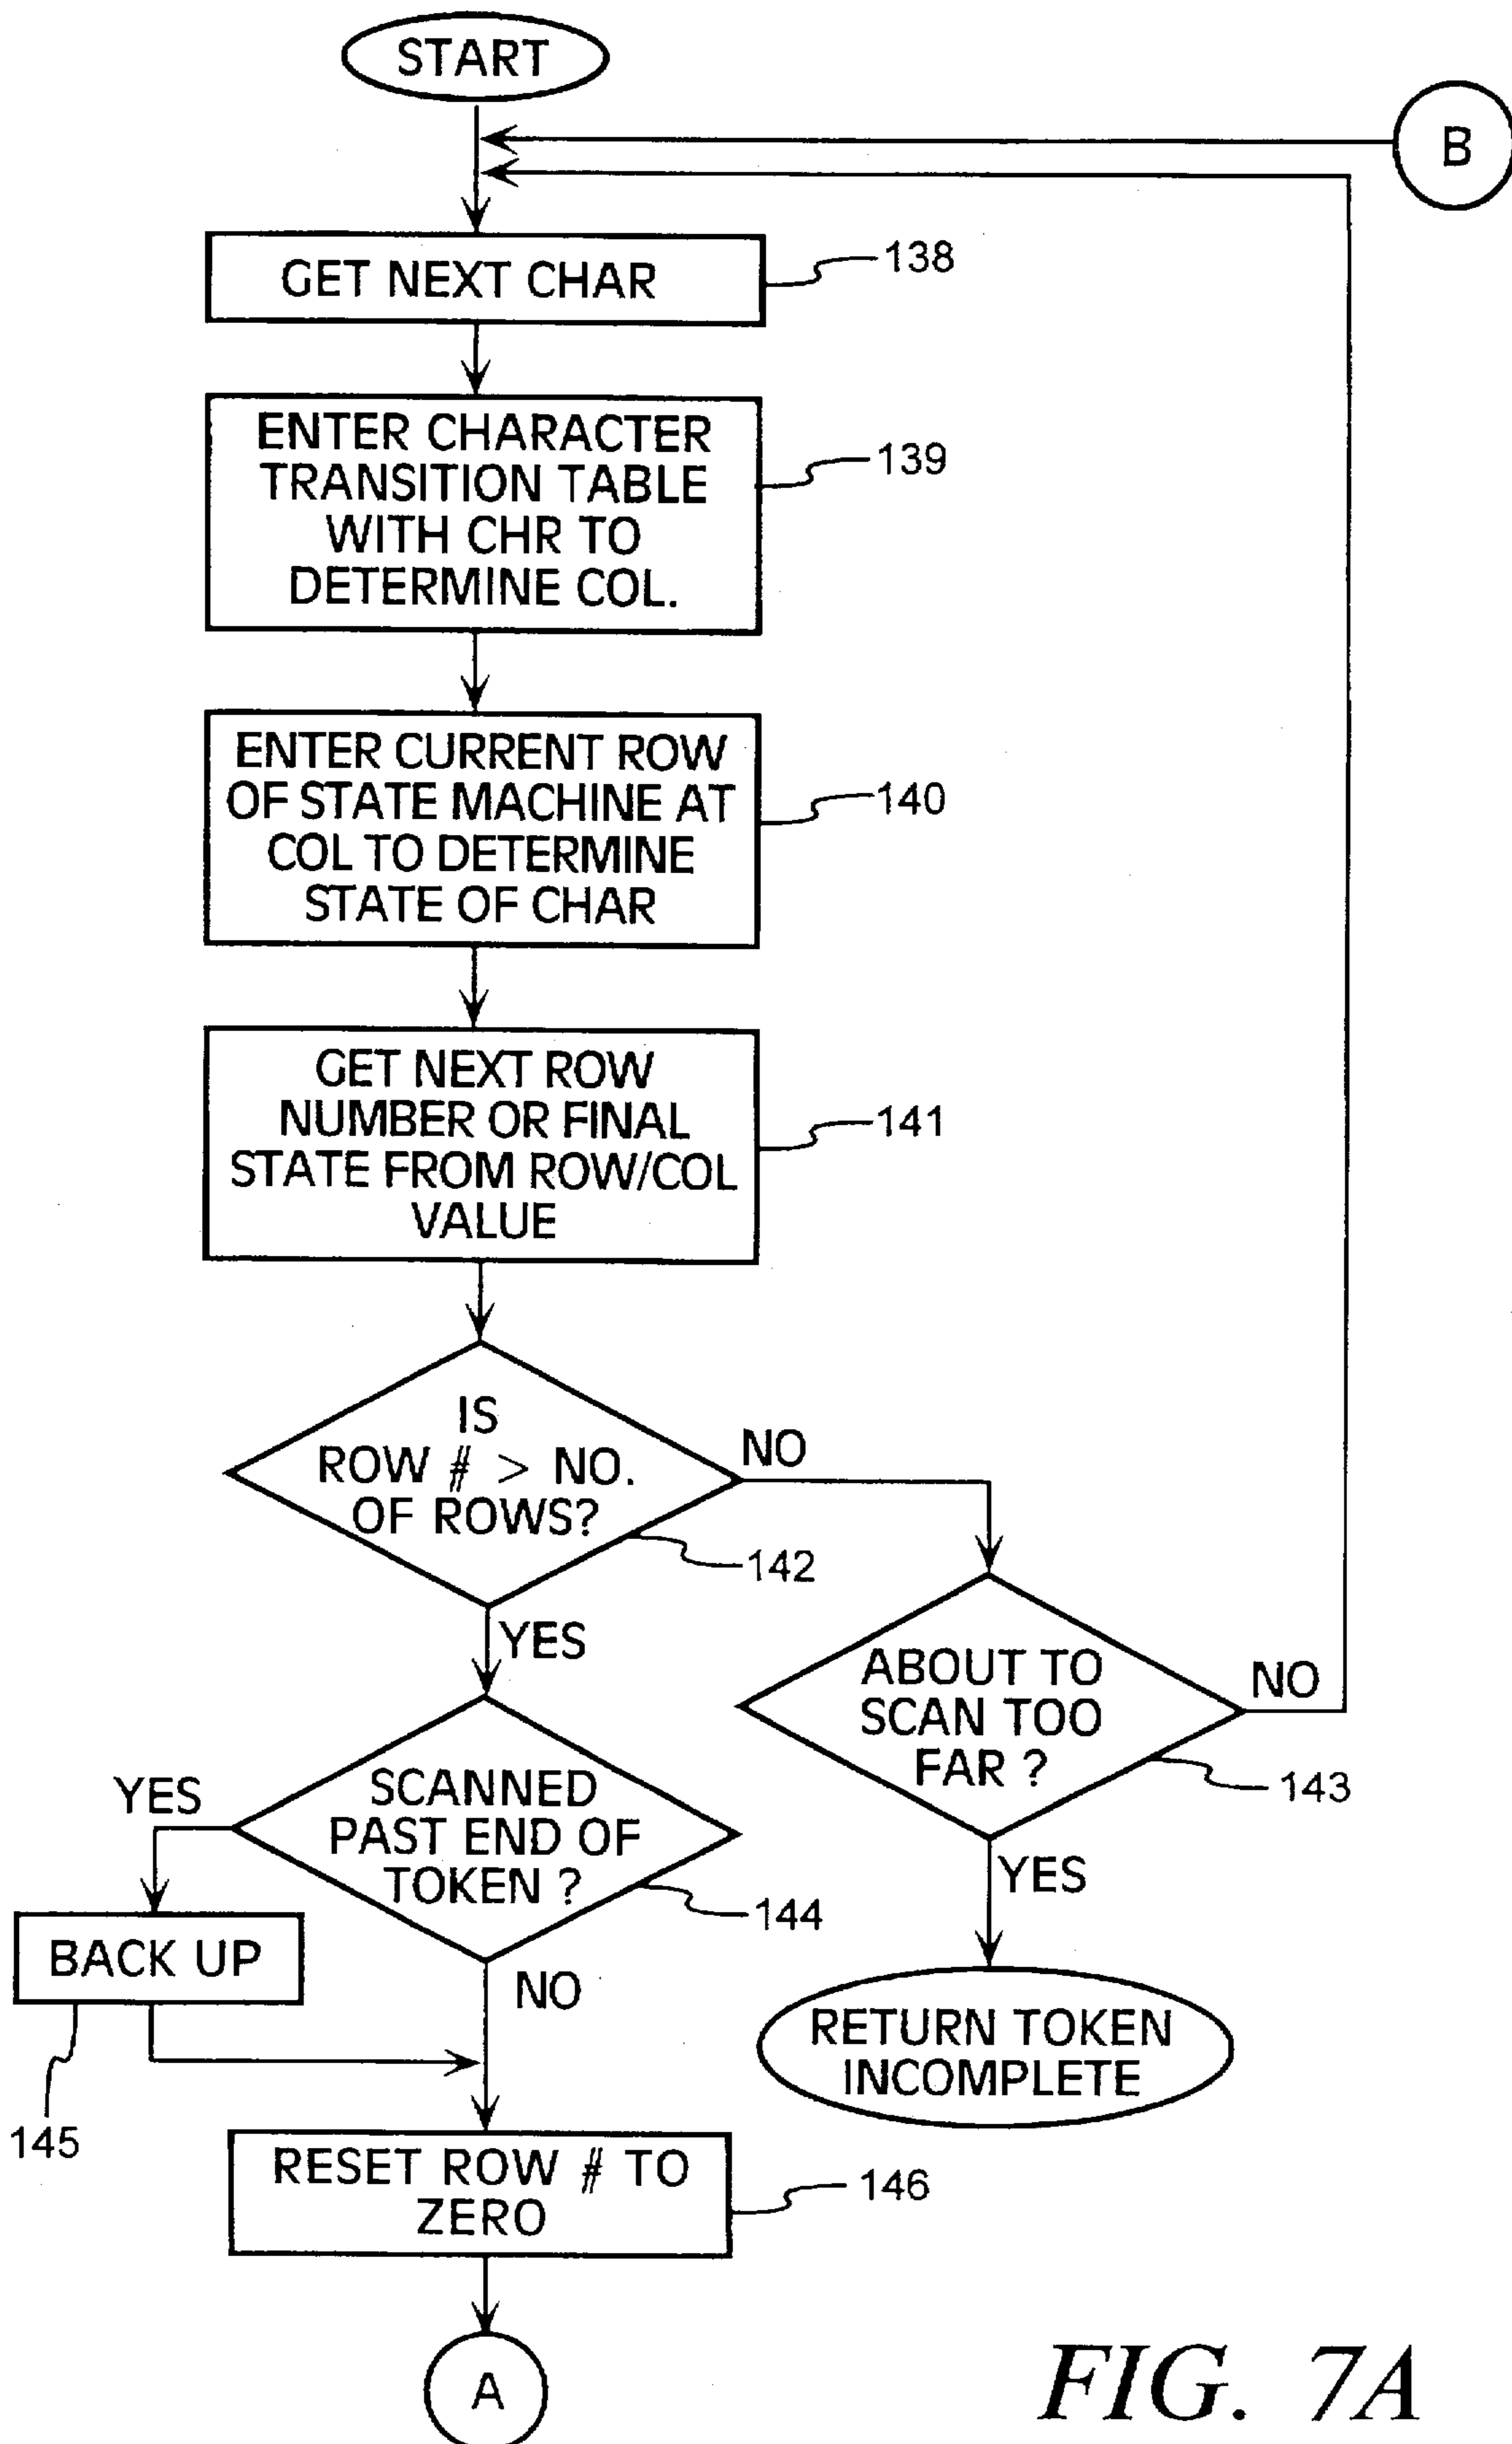 START
B
GET NEXT CHAR
138
ENTER CHARACTER
TRANSITION TABLE
WITH CHR TO
DETERMINE COL.
139
ENTER CURRENT ROW
OF STATE MACHINE AT
COL TO DETERMINE
STATE OF CHAR
140
GET NEXT ROW
NUMBER OR FINAL
STATE FROM ROW/COL
VALUE
141
IS
ROW # > NO.
OF ROWS?
NO
142
YES
ABOUT TO
SCAN TOO
FAR ?
NO
143
YES
SCANNED
PAST END OF
TOKEN ?
YES
144
BACK UP
NO
RETURN TOKEN
INCOMPLETE
145
RESET ROW # TO
ZERO
146
A
FIG. 7A